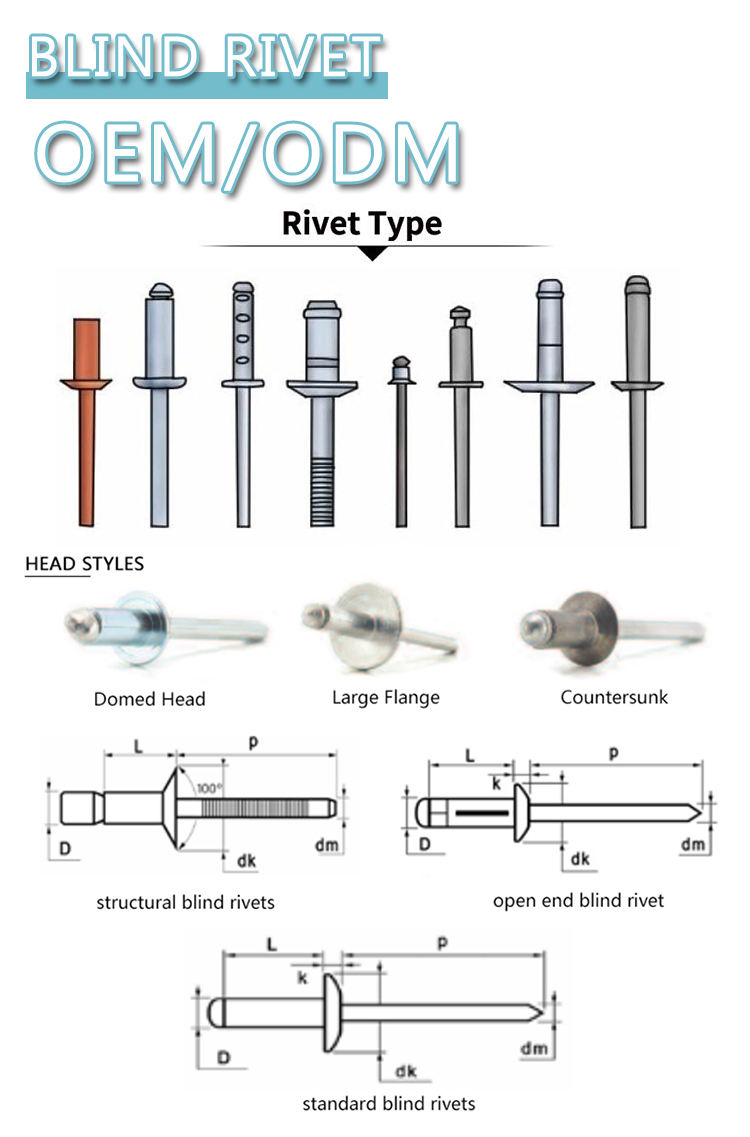 BLIND RIVET
OEM/ODM
Rivet Type
HEAD STYLES
Domed Head
Large Flange
Countersunk
L
P
100°
D
dk
dm
structural blind rivets
L
P
k
D
dk
dm
open end blind rivet
L
P
k
D
dk
dm
standard blind rivets